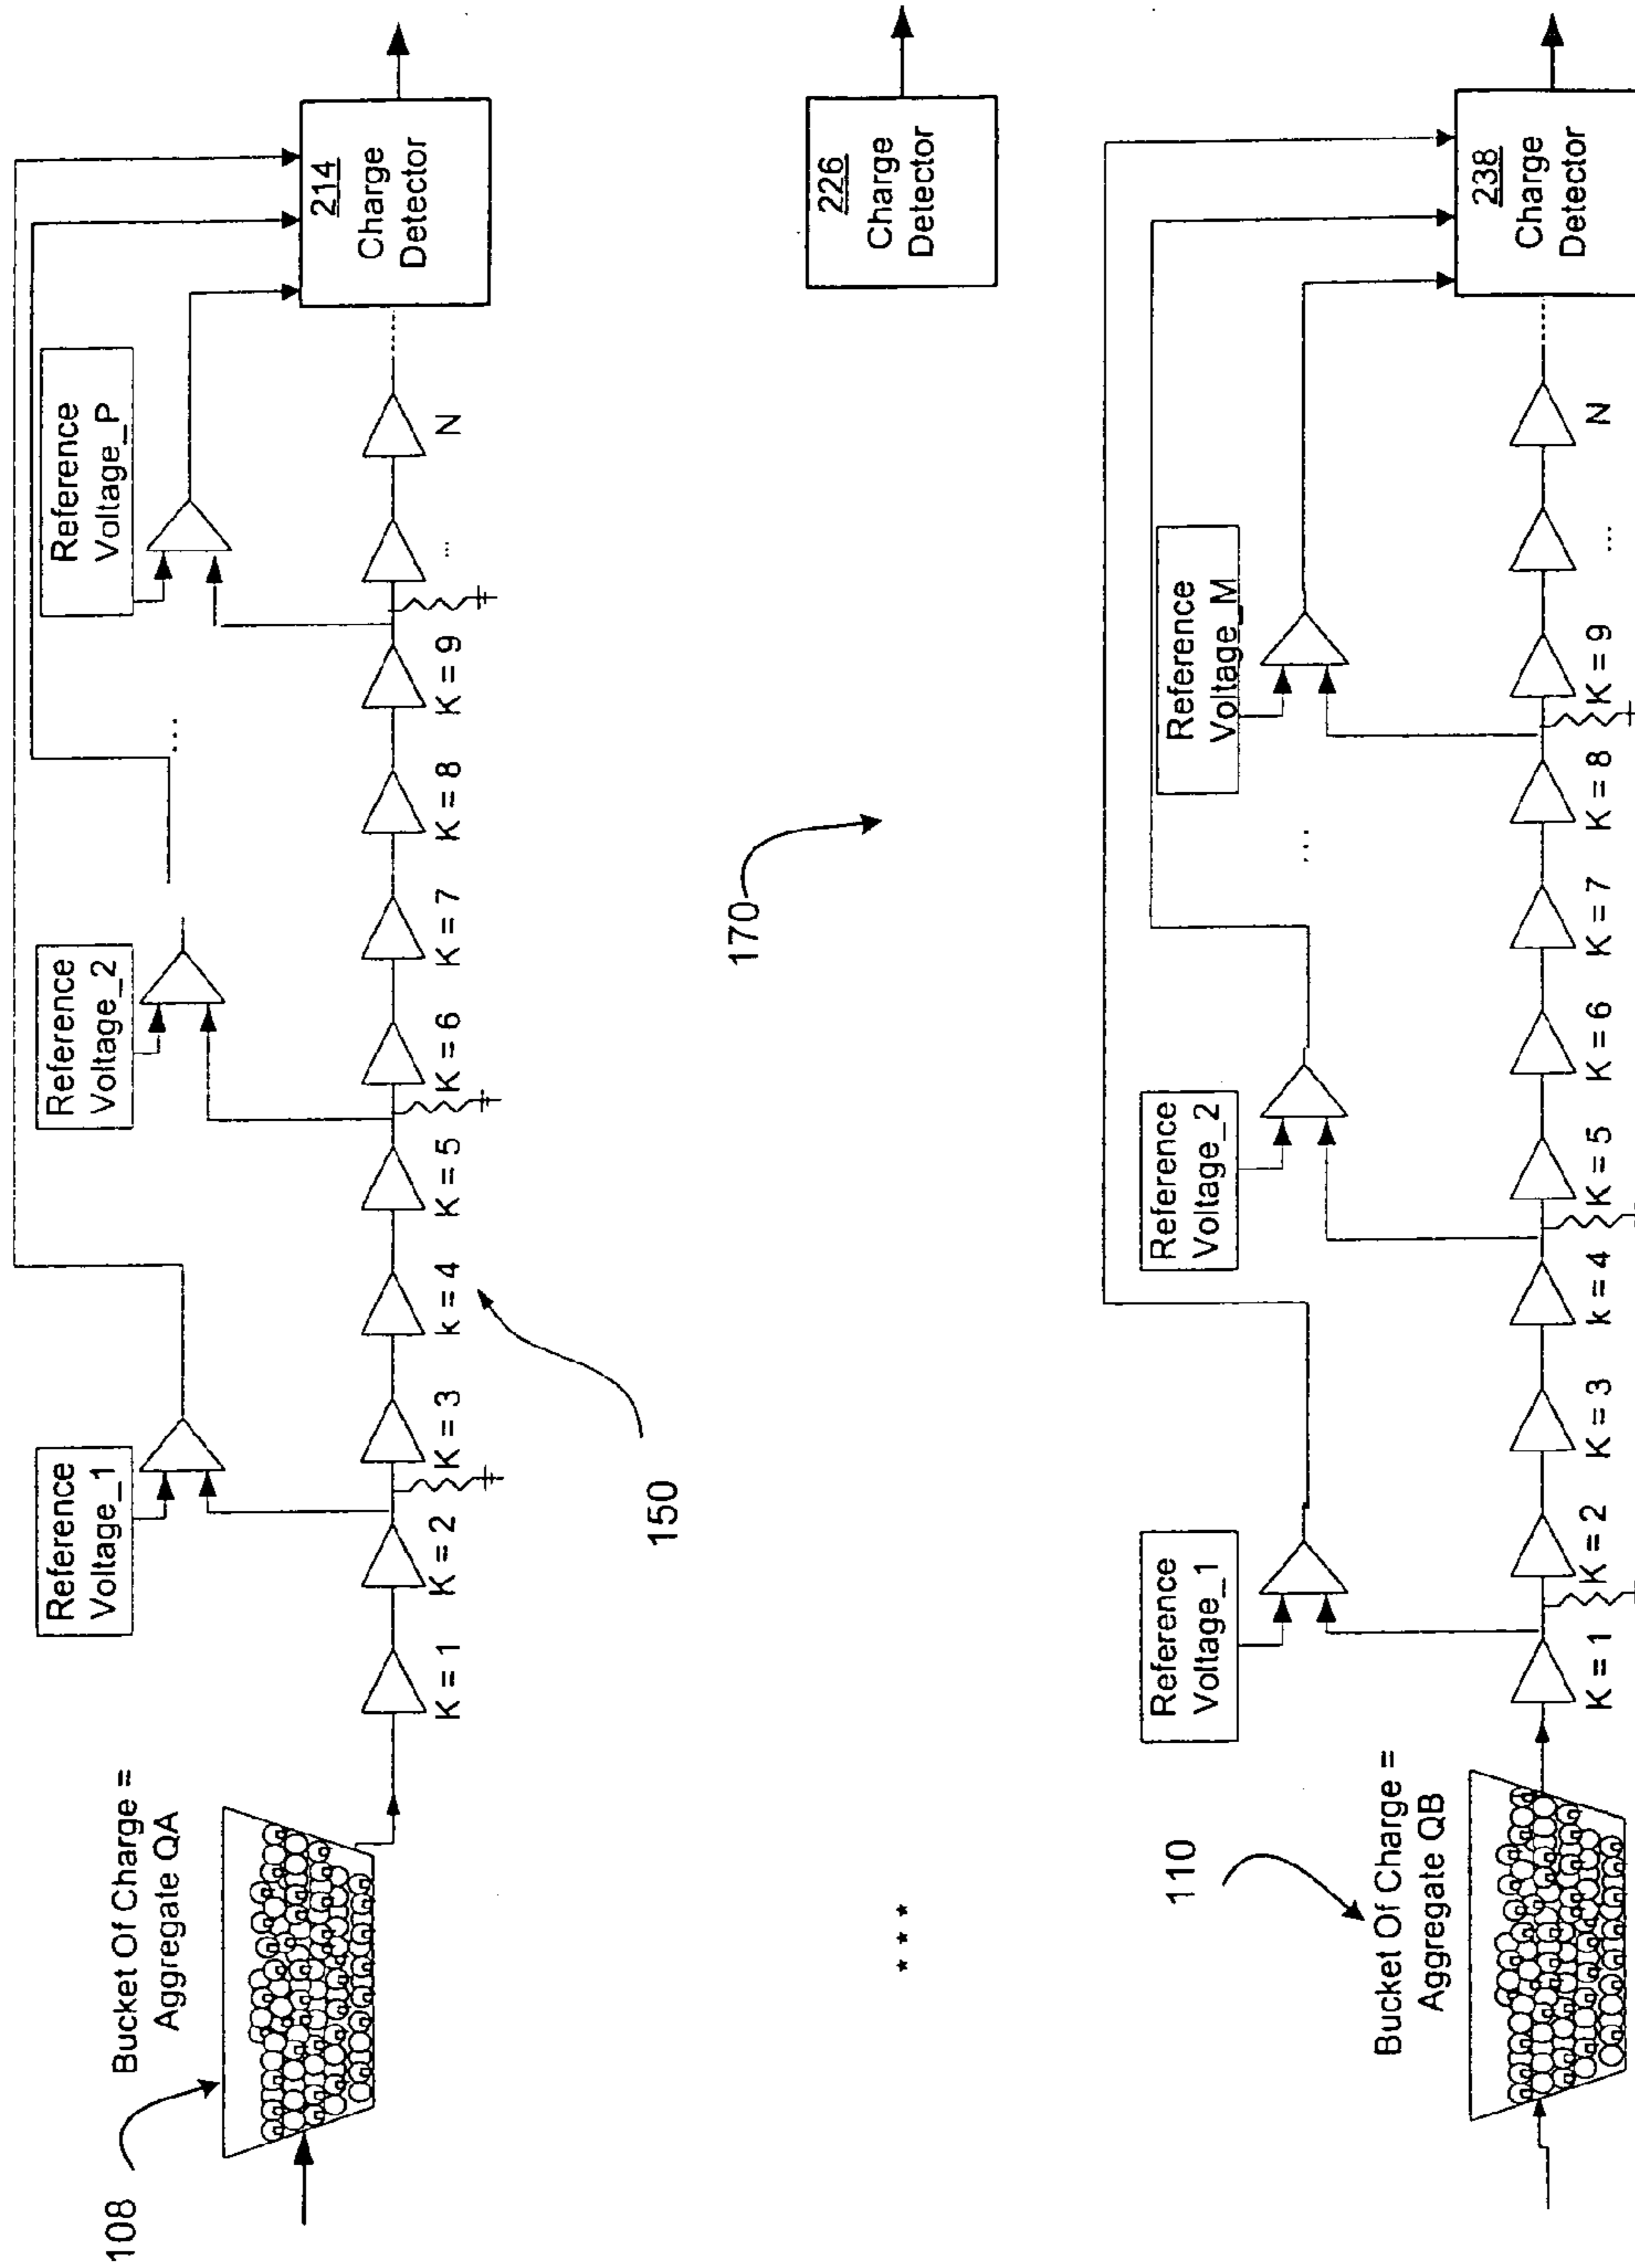 108
Bucket Of Charge =
Aggregate QA
Reference
Voltage_1
Reference
Voltage_2
...
Reference
Voltage_P
K = 1
K = 2
K = 3
k = 4
K = 5
K = 6
K = 7
K = 8
K = 9
...
N
214
Charge
Detector
150
170
* * *
226
Charge
Detector
110
Bucket Of Charge =
Aggregate QB
Reference
Voltage_1
Reference
Voltage_2
...
Reference
Voltage_M
K = 1
K = 2
K = 3
k = 4
K = 5
K = 6
K = 7
K = 8
K = 9
...
N
238
Charge
Detector